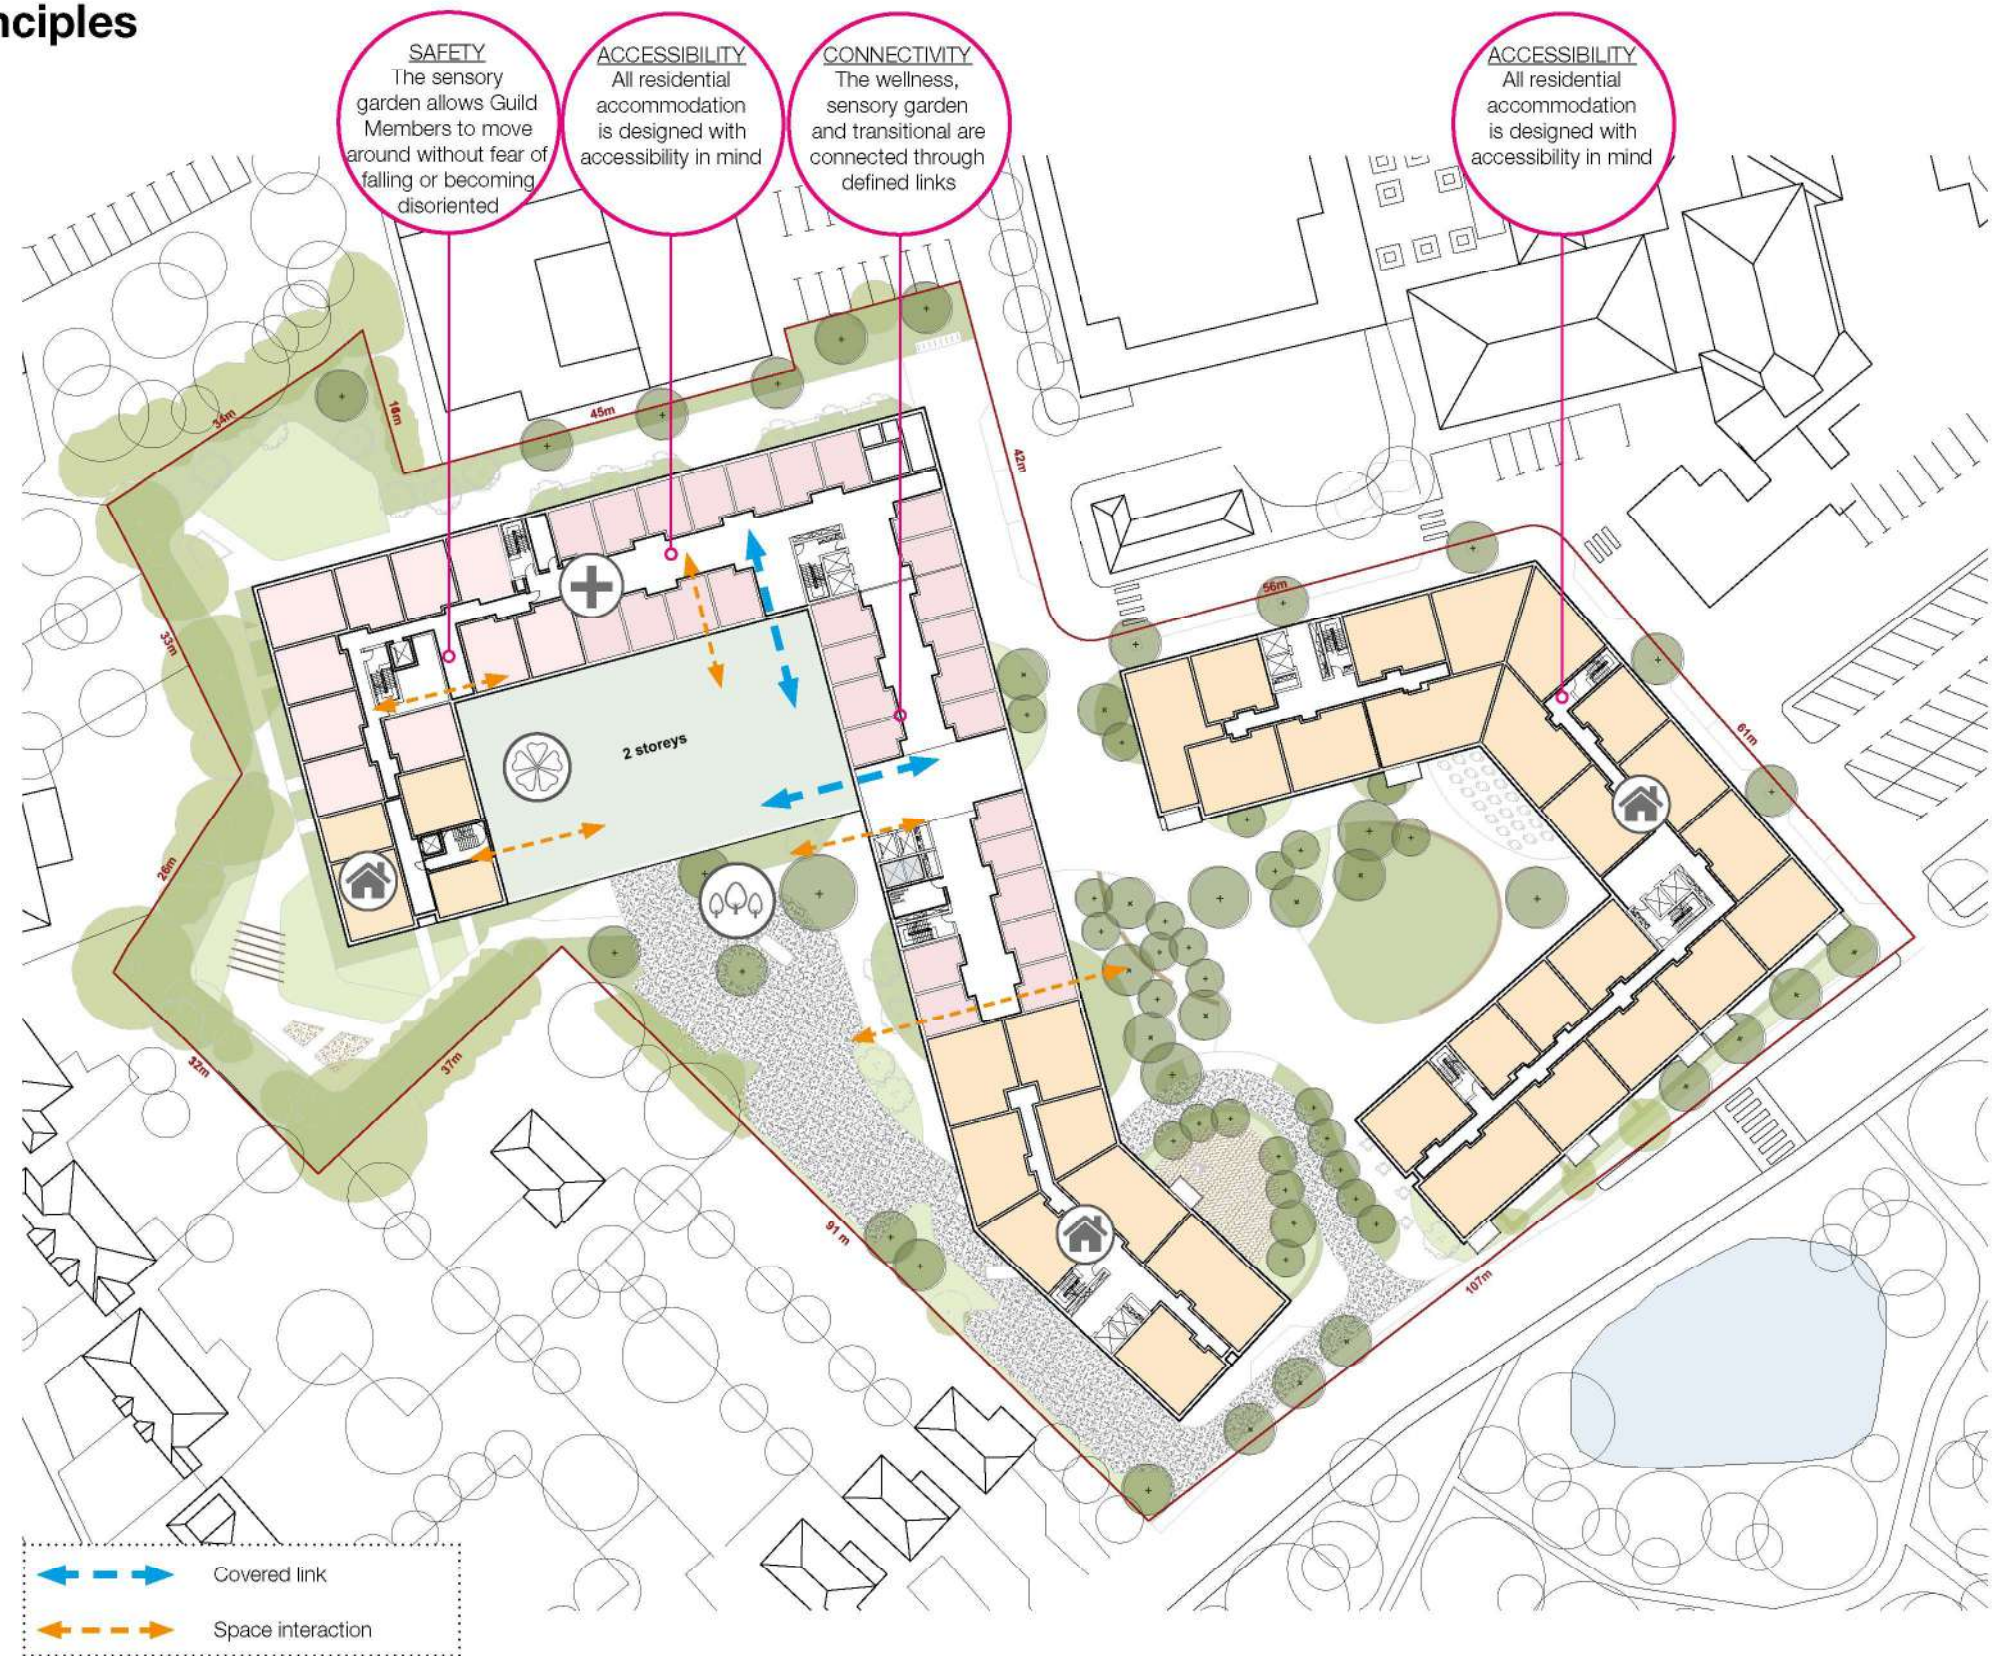 nciples
SAFETY
The sensory
garden allows Guild
Members to move
around without fear of
falling or becoming
disoriented
ACCESSIBILITY
All residential
accommodation
is designed with
accessibility in mind
CONNECTIVITY
The wellness,
sensory garden
and transitional are
connected through
defined links
ACCESSIBILITY
All residential
accommodation
is designed with
accessibility in mind
34m
45m
42m
56m
33m
61m
2 storeys
26m
32m
37m
91 m
107m
Covered link
Space interaction